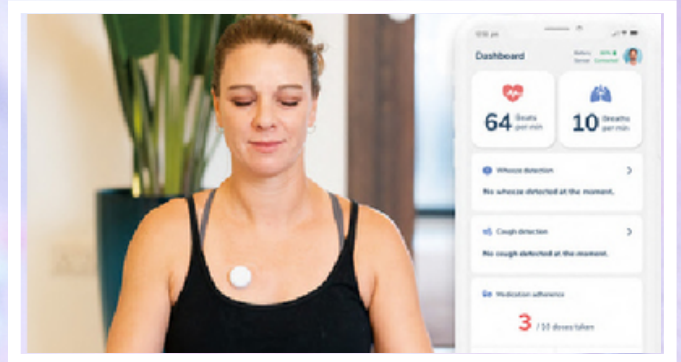 Dashboard
64 Beats per min
10 Breaths per min
Wheeze detection
No wheeze detected at the moment.
Cough detection
No cough detected at the moment.
Medication adherence
3 / 10 doses taken